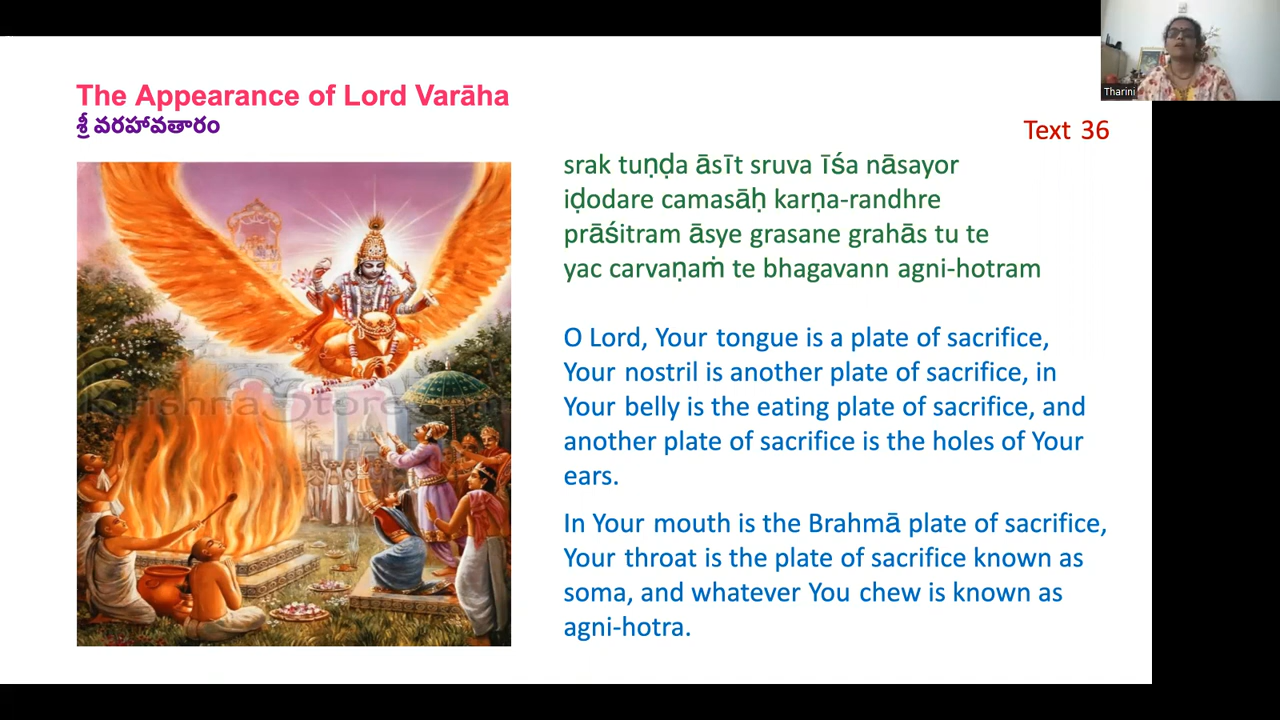 Tharini
The Appearance of Lord Varāha
శ్రీ వరహావతారం
Text 36
srak tuṇḍa āsīt sruva īśa nāsayor
iḍodare camasāḥ karṇa-randhre
prāśitram āsye grasane grahās tu te
yac carvaṇaṁ te bhagavann agni-hotram
O Lord, Your tongue is a plate of sacrifice,
Your nostril is another plate of sacrifice, in
Your belly is the eating plate of sacrifice, and
another plate of sacrifice is the holes of Your
ears.
In Your mouth is the Brahmā plate of sacrifice,
Your throat is the plate of sacrifice known as
soma, and whatever You chew is known as
agni-hotra.
Krishna Store.com